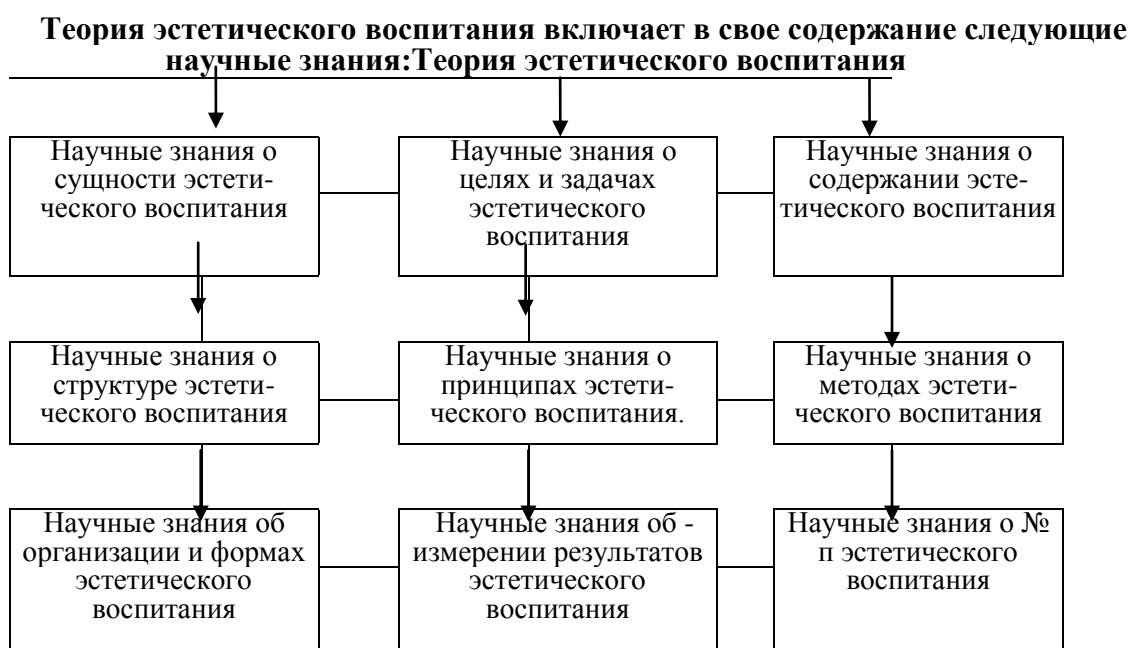 Теория эстетического воспитания включает в свое содержание следующие
научные знания:Теория эстетического воспитания
Научные знания о
сущности эстети-
ческого воспитания
Научные знания о
целях и задачах
эстетического
воспитания
Научные знания о
содержании эсте-
тического воспитания
Научные знания о
структуре эстети-
ческого воспитания
Научные знания о
принципах эстети-
ческого воспитания.
Научные знания о
методах эстети-
ческого воспитания
Научные знания об
организации и формах
эстетического
воспитания
Научные знания об -
измерении результатов
эстетического
воспитания
Научные знания о №
п эстетического
воспитания